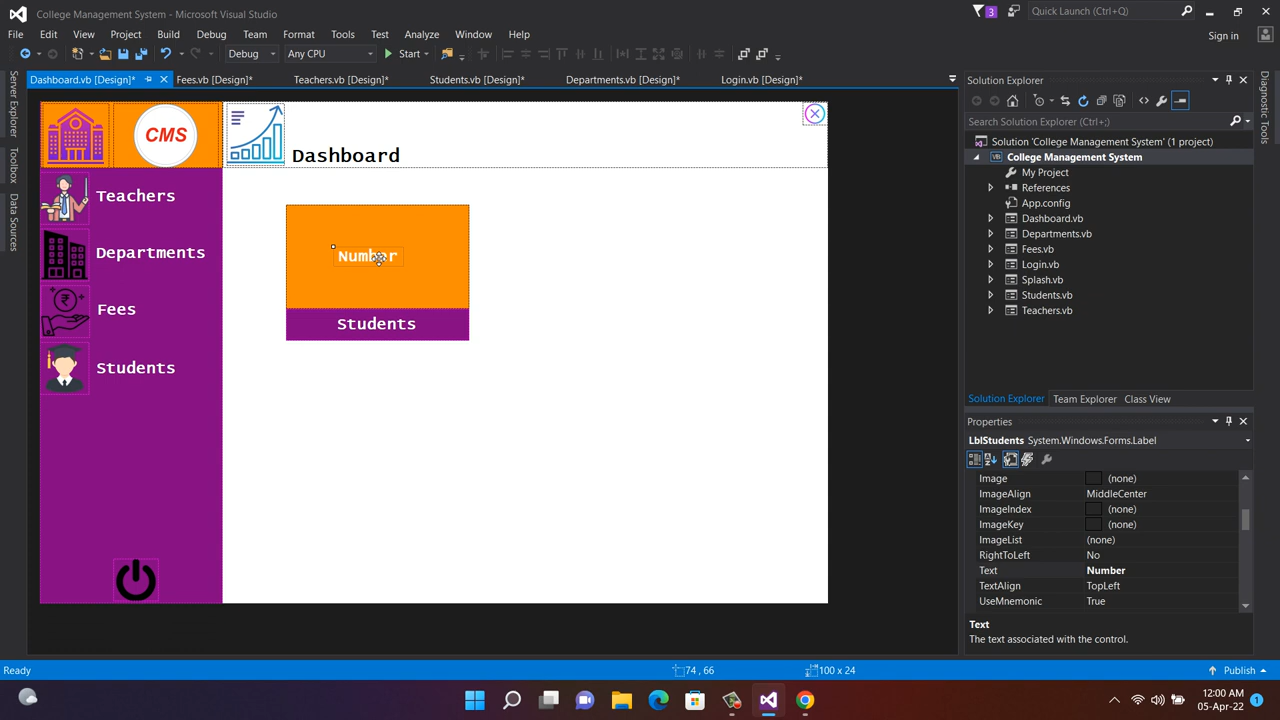 College Management System - Microsoft Visual Studio
3
Quick Launch (Ctrl+Q)
File Edit View Project Build Debug Team Format Tools Test Analyze Window Help
Sign in
Debug Any CPU Start
Dashboard.vb [Design]* Fees.vb [Design]* Teachers.vb [Design]* Students.vb [Design]* Departments.vb [Design]* Login.vb [Design]*
Server Explorer
Toolbox
Data Sources
CMS
Dashboard
Teachers
Departments
Fees
Students
Number
Students
Solution Explorer
Search Solution Explorer (Ctrl+;)
Solution 'College Management System' (1 project)
VB College Management System
My Project
References
App.config
Dashboard.vb
Departments.vb
Fees.vb
Login.vb
Splash.vb
Students.vb
Teachers.vb
Solution Explorer Team Explorer Class View
Diagnostic Tools
Properties
LblStudents System.Windows.Forms.Label
Image (none)
ImageAlign MiddleCenter
ImageIndex (none)
ImageKey (none)
ImageList (none)
RightToLeft No
Text Number
TextAlign TopLeft
UseMnemonic True
Text
The text associated with the control.
Ready 74 , 66 100 x 24 Publish
12:00 AM
05-Apr-22
1